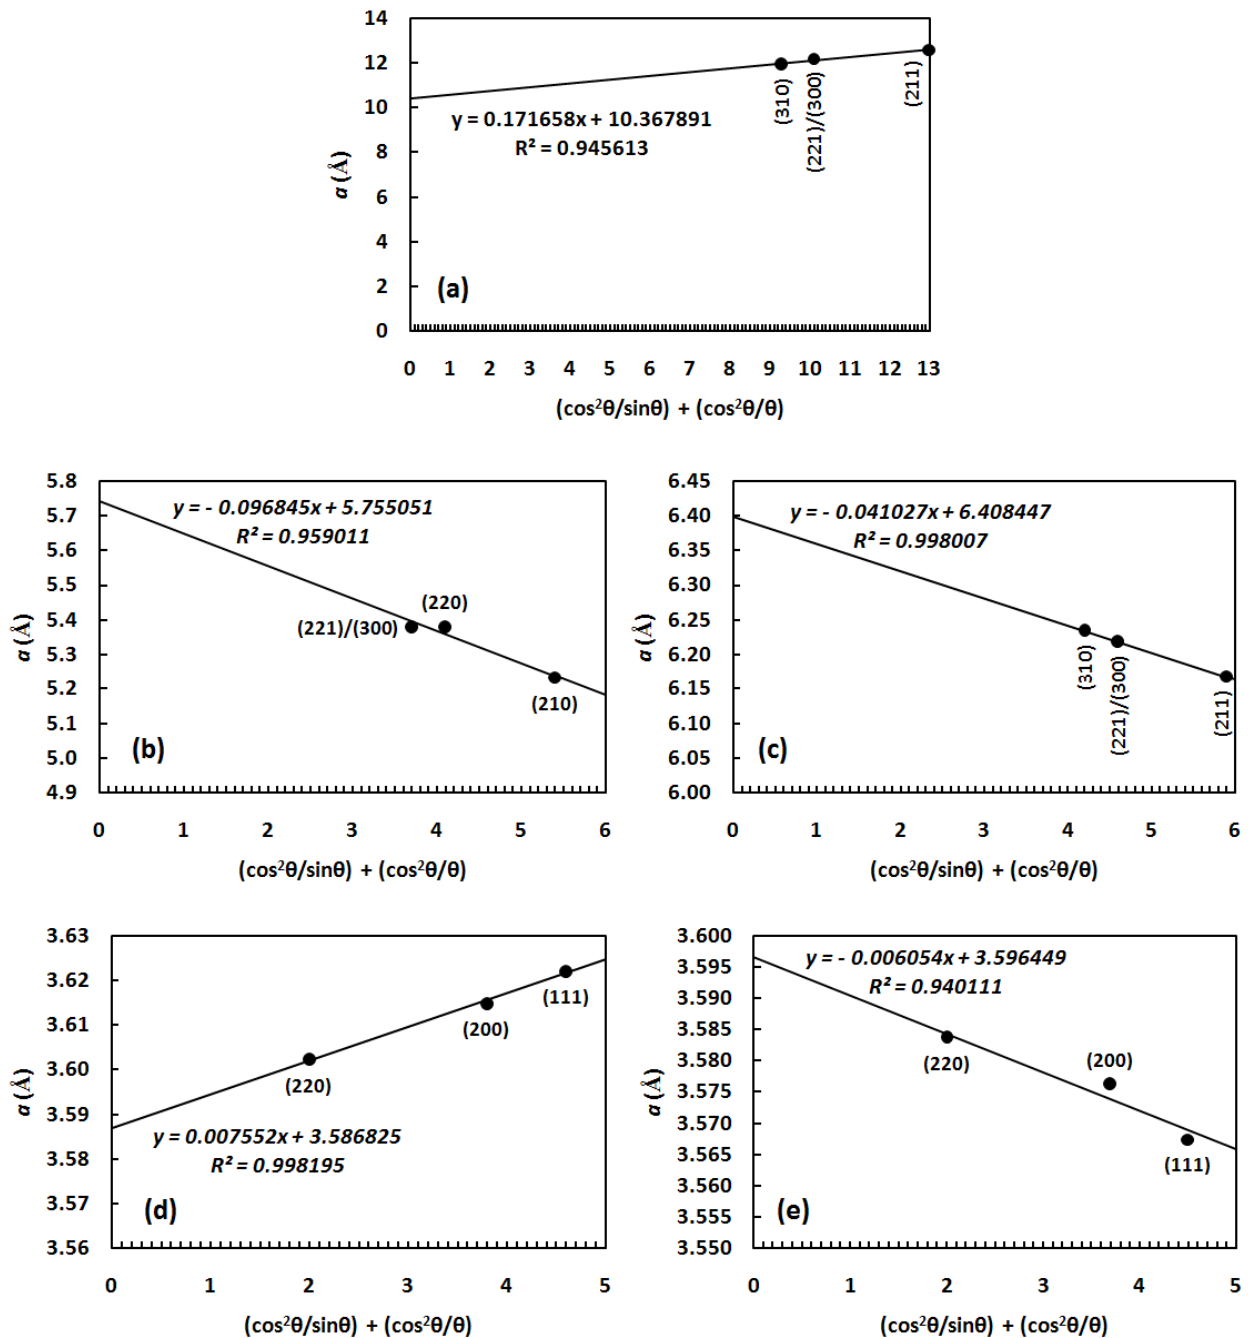 14
12
10
8
6
4
2
0
a (Å)
y = 0.171658x + 10.367891
R² = 0.945613
(310)
(221)/(300)
(211)
(a)
0 1 2 3 4 5 6 7 8 9 10 11 12 13
(cos²θ/sinθ) + (cos²θ/θ)
5.8
5.7
5.6
5.5
5.4
5.3
5.2
5.1
5.0
4.9
a (Å)
y = - 0.096845x + 5.755051
R² = 0.959011
(220)
(221)/(300)
(210)
(b)
0 1 2 3 4 5 6
(cos²θ/sinθ) + (cos²θ/θ)
6.45
6.40
6.35
6.30
6.25
6.20
6.15
6.10
6.05
6.00
a (Å)
y = - 0.041027x + 6.408447
R² = 0.998007
(310)
(221)/(300)
(211)
(c)
0 1 2 3 4 5 6
(cos²θ/sinθ) + (cos²θ/θ)
3.63
3.62
3.61
3.60
3.59
3.58
3.57
3.56
a (Å)
(111)
(200)
(220)
y = 0.007552x + 3.586825
R² = 0.998195
(d)
0 1 2 3 4 5
(cos²θ/sinθ) + (cos²θ/θ)
3.600
3.595
3.590
3.585
3.580
3.575
3.570
3.565
3.560
3.555
3.550
a (Å)
y = - 0.006054x + 3.596449
R² = 0.940111
(220)
(200)
(111)
(e)
0 1 2 3 4 5
(cos²θ/sinθ) + (cos²θ/θ)